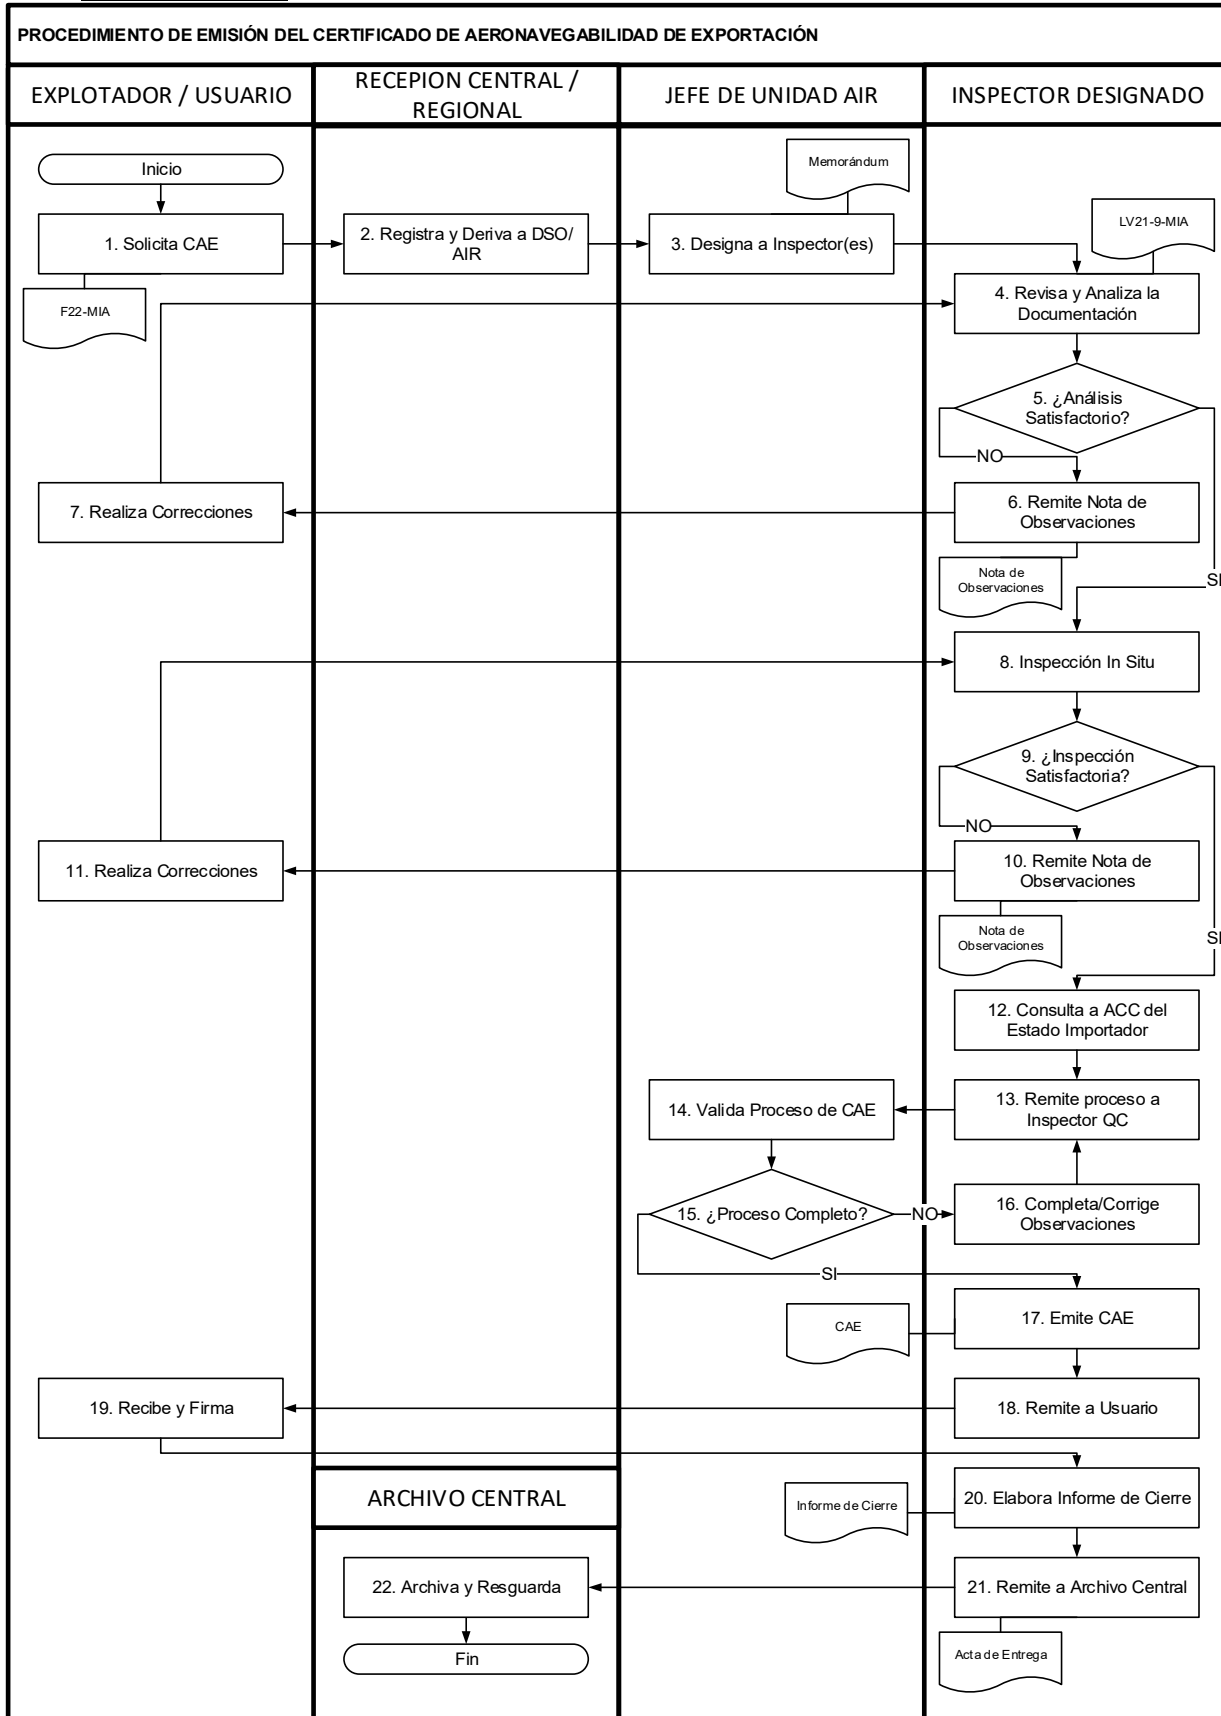 PROCEDIMIENTO DE EMISIÓN DEL CERTIFICADO DE AERONAVEGABILIDAD DE EXPORTACIÓN
EXPLOTADOR / USUARIO
RECEPION CENTRAL /
REGIONAL
JEFE DE UNIDAD AIR
INSPECTOR DESIGNADO
Inicio
Memorándum
1. Solicita CAE
2. Registra y Deriva a DSO/
AIR
3. Designa a Inspector(es)
LV21-9-MIA
F22-MIA
4. Revisa y Analiza la
Documentación
5. ¿Análisis
Satisfactorio?
NO
7. Realiza Correcciones
6. Remite Nota de
Observaciones
Nota de
Observaciones
SI
8. Inspección In Situ
9. ¿Inspección
Satisfactoria?
NO
11. Realiza Correcciones
10. Remite Nota de
Observaciones
Nota de
Observaciones
SI
12. Consulta a ACC del
Estado Importador
14. Valida Proceso de CAE
13. Remite proceso a
Inspector QC
15. ¿Proceso Completo?
NO
16. Completa/Corrige
Observaciones
SI
CAE
17. Emite CAE
19. Recibe y Firma
18. Remite a Usuario
ARCHIVO CENTRAL
Informe de Cierre
20. Elabora Informe de Cierre
22. Archiva y Resguarda
21. Remite a Archivo Central
Fin
Acta de Entrega